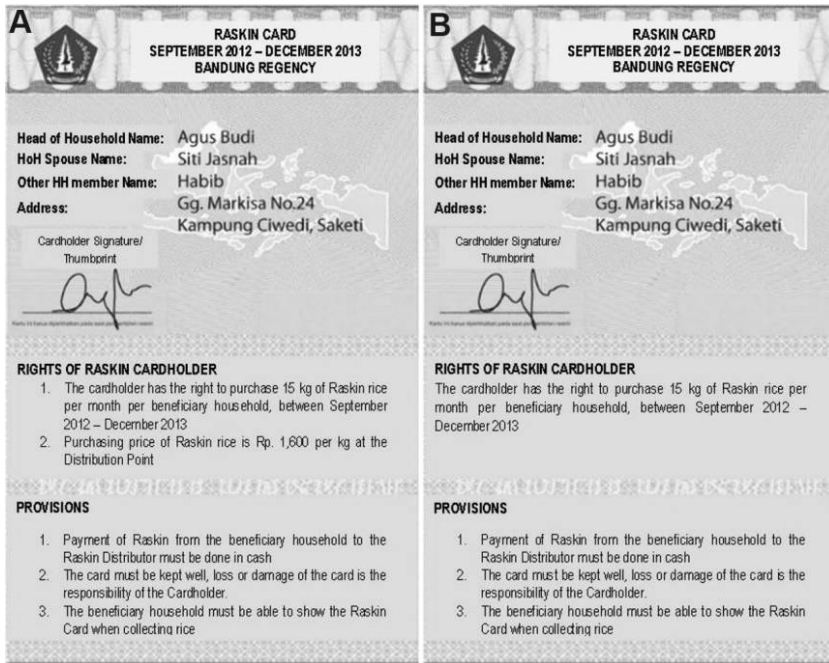 A
RASKIN CARD
SEPTEMBER 2012 – DECEMBER 2013
BANDUNG REGENCY
Head of Household Name: Agus Budi
HoH Spouse Name: Siti Jasnah
Other HH member Name: Habib
Address: Gg. Markisa No.24
Kampung Ciwedi, Saketi
Cardholder Signature/
Thumbprint
Kartu ini harus diperlihatkan pada saat
RIGHTS OF RASKIN CARDHOLDER
1. The cardholder has the right to purchase 15 kg of Raskin rice
per month per beneficiary household, between September
2012 – December 2013
2. Purchasing price of Raskin rice is Rp. 1,600 per kg at the
Distribution Point
PROVISIONS
1. Payment of Raskin from the beneficiary household to the
Raskin Distributor must be done in cash
2. The card must be kept well, loss or damage of the card is the
responsibility of the Cardholder.
3. The beneficiary household must be able to show the Raskin
Card when collecting rice
B
RASKIN CARD
SEPTEMBER 2012 – DECEMBER 2013
BANDUNG REGENCY
Head of Household Name: Agus Budi
HoH Spouse Name: Siti Jasnah
Other HH member Name: Habib
Address: Gg. Markisa No.24
Kampung Ciwedi, Saketi
Cardholder Signature/
Thumbprint
Kartu ini harus diperlihatkan pada saat
RIGHTS OF RASKIN CARDHOLDER
The cardholder has the right to purchase 15 kg of Raskin rice per
month per beneficiary household, between September 2012 –
December 2013
PROVISIONS
1. Payment of Raskin from the beneficiary household to the
Raskin Distributor must be done in cash
2. The card must be kept well, loss or damage of the card is the
responsibility of the Cardholder.
3. The beneficiary household must be able to show the Raskin
Card when collecting rice